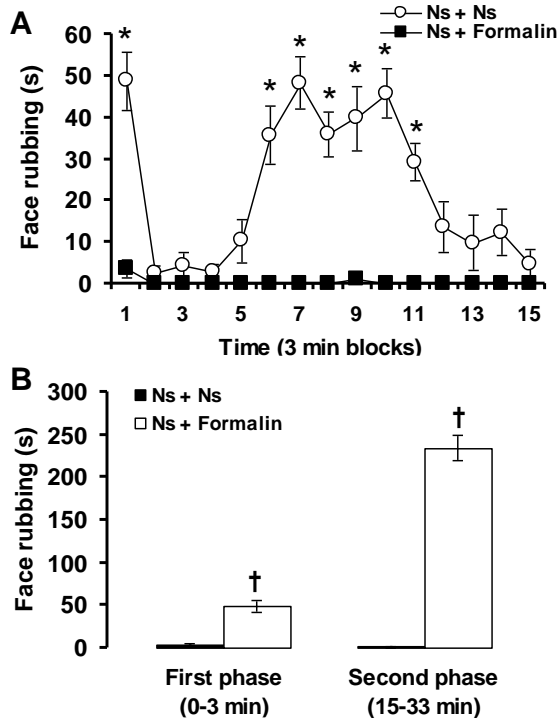 A
Ns + Ns
Ns + Formalin
Face rubbing (s)
60
50
40
30
20
10
0
* * * * * * *
1 3 5 7 9 11 13 15
Time (3 min blocks)
B
Ns + Ns
Ns + Formalin
Face rubbing (s)
300
250
200
150
100
50
0
† †
First phase Second phase
(0-3 min) (15-33 min)